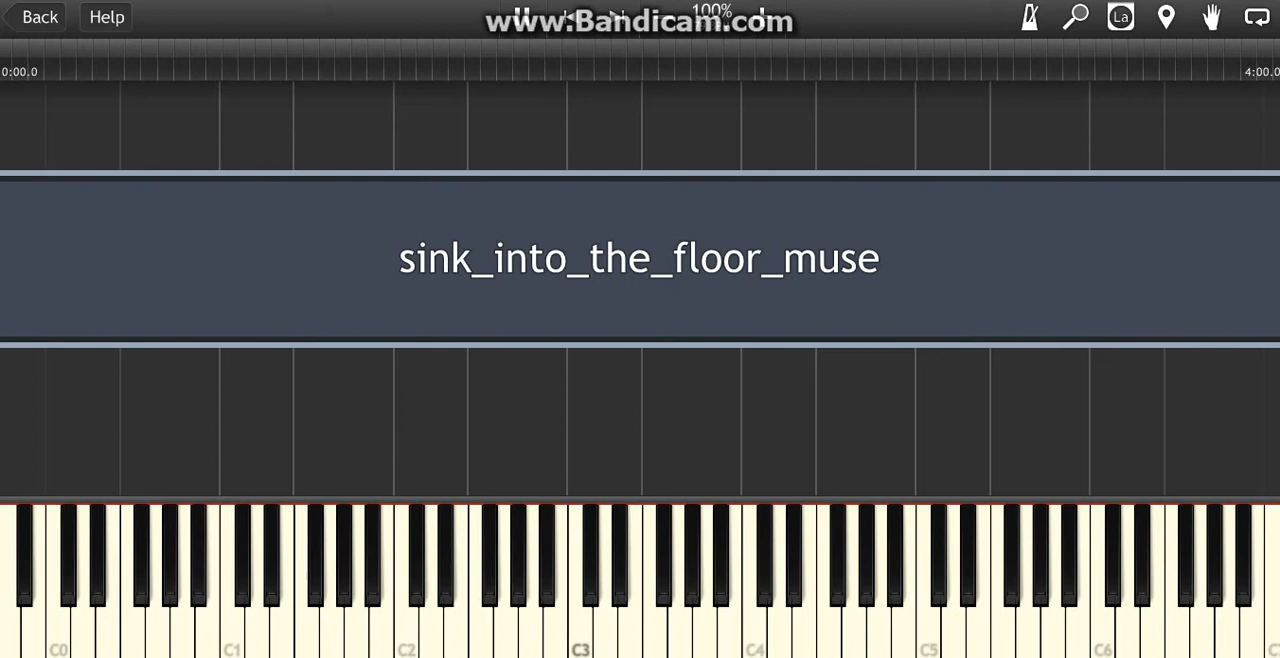 Back
Help
www.Bandicam.com
100%
La
0:00.0
4:00.0
sink_into_the_floor_muse
C0
C1
C2
C3
C4
C5
C6